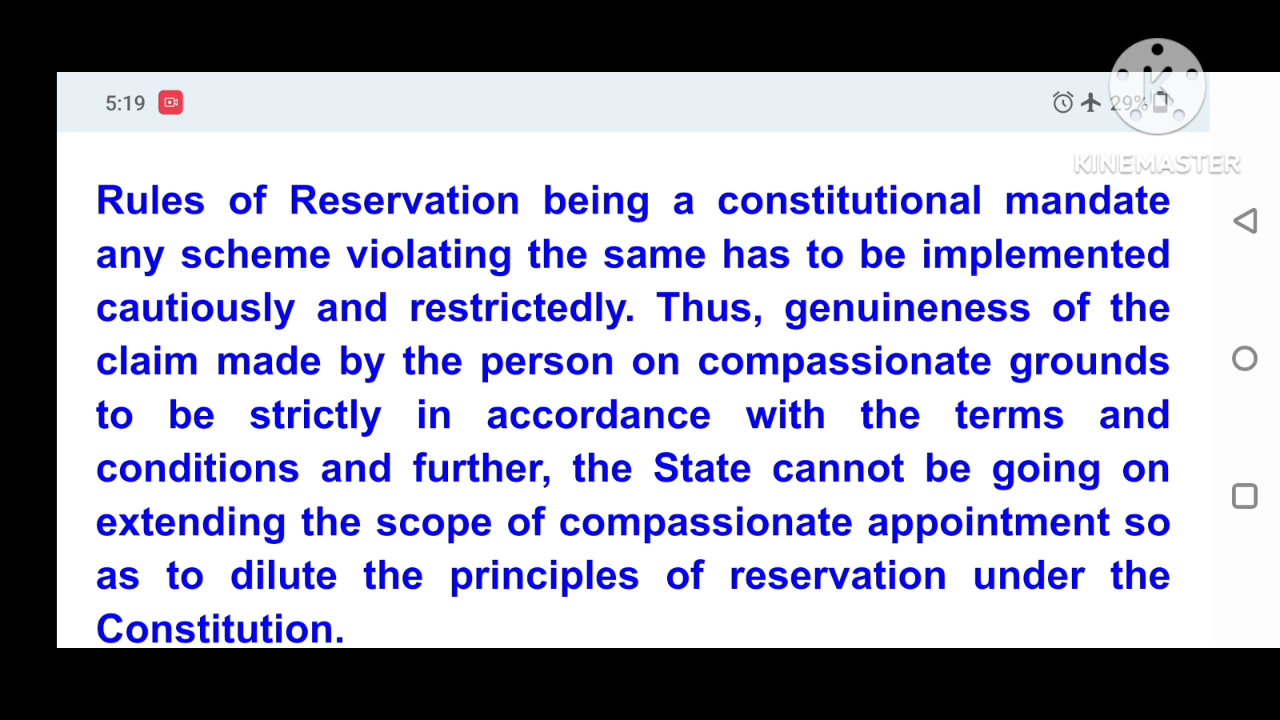 5:19
29%
KINEMASTER
Rules of Reservation being a constitutional mandate
any scheme violating the same has to be implemented
cautiously and restrictedly. Thus, genuineness of the
claim made by the person on compassionate grounds
to be strictly in accordance with the terms and
conditions and further, the State cannot be going on
extending the scope of compassionate appointment so
as to dilute the principles of reservation under the
Constitution.